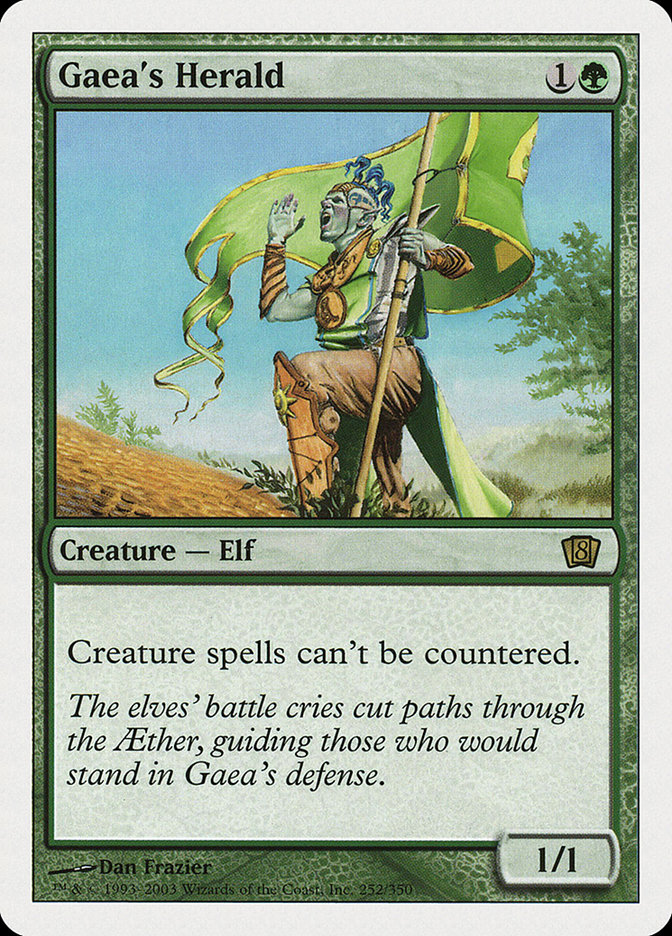 Gaea's Herald 1
Creature — Elf 8
Creature spells can't be countered.
The elves' battle cries cut paths through
the Æther, guiding those who would
stand in Gaea's defense.
1/1
Dan Frazier
™ & © 1993-2003 Wizards of the Coast, Inc. 252/350